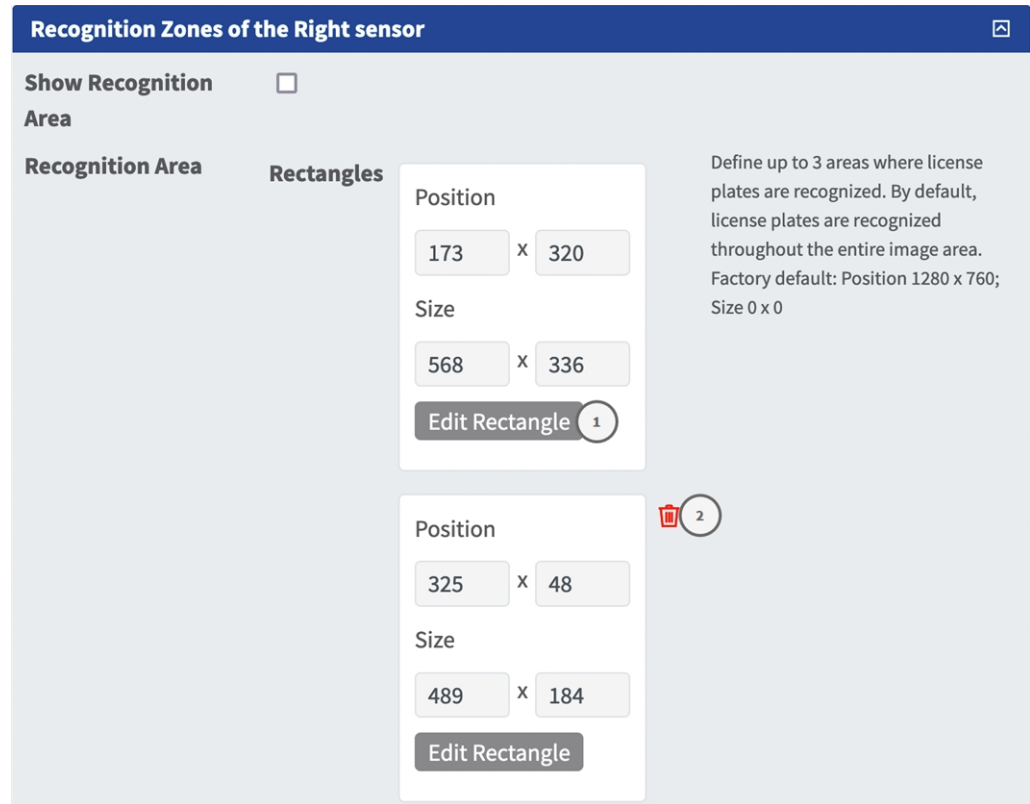 Recognition Zones of the Right sensor
Show Recognition
Area
Recognition Area
Rectangles
Position
173 x 320
Size
568 x 336
Edit Rectangle 1
Define up to 3 areas where license
plates are recognized. By default,
license plates are recognized
throughout the entire image area.
Factory default: Position 1280 x 760;
Size 0 x 0
2
Position
325 x 48
Size
489 x 184
Edit Rectangle